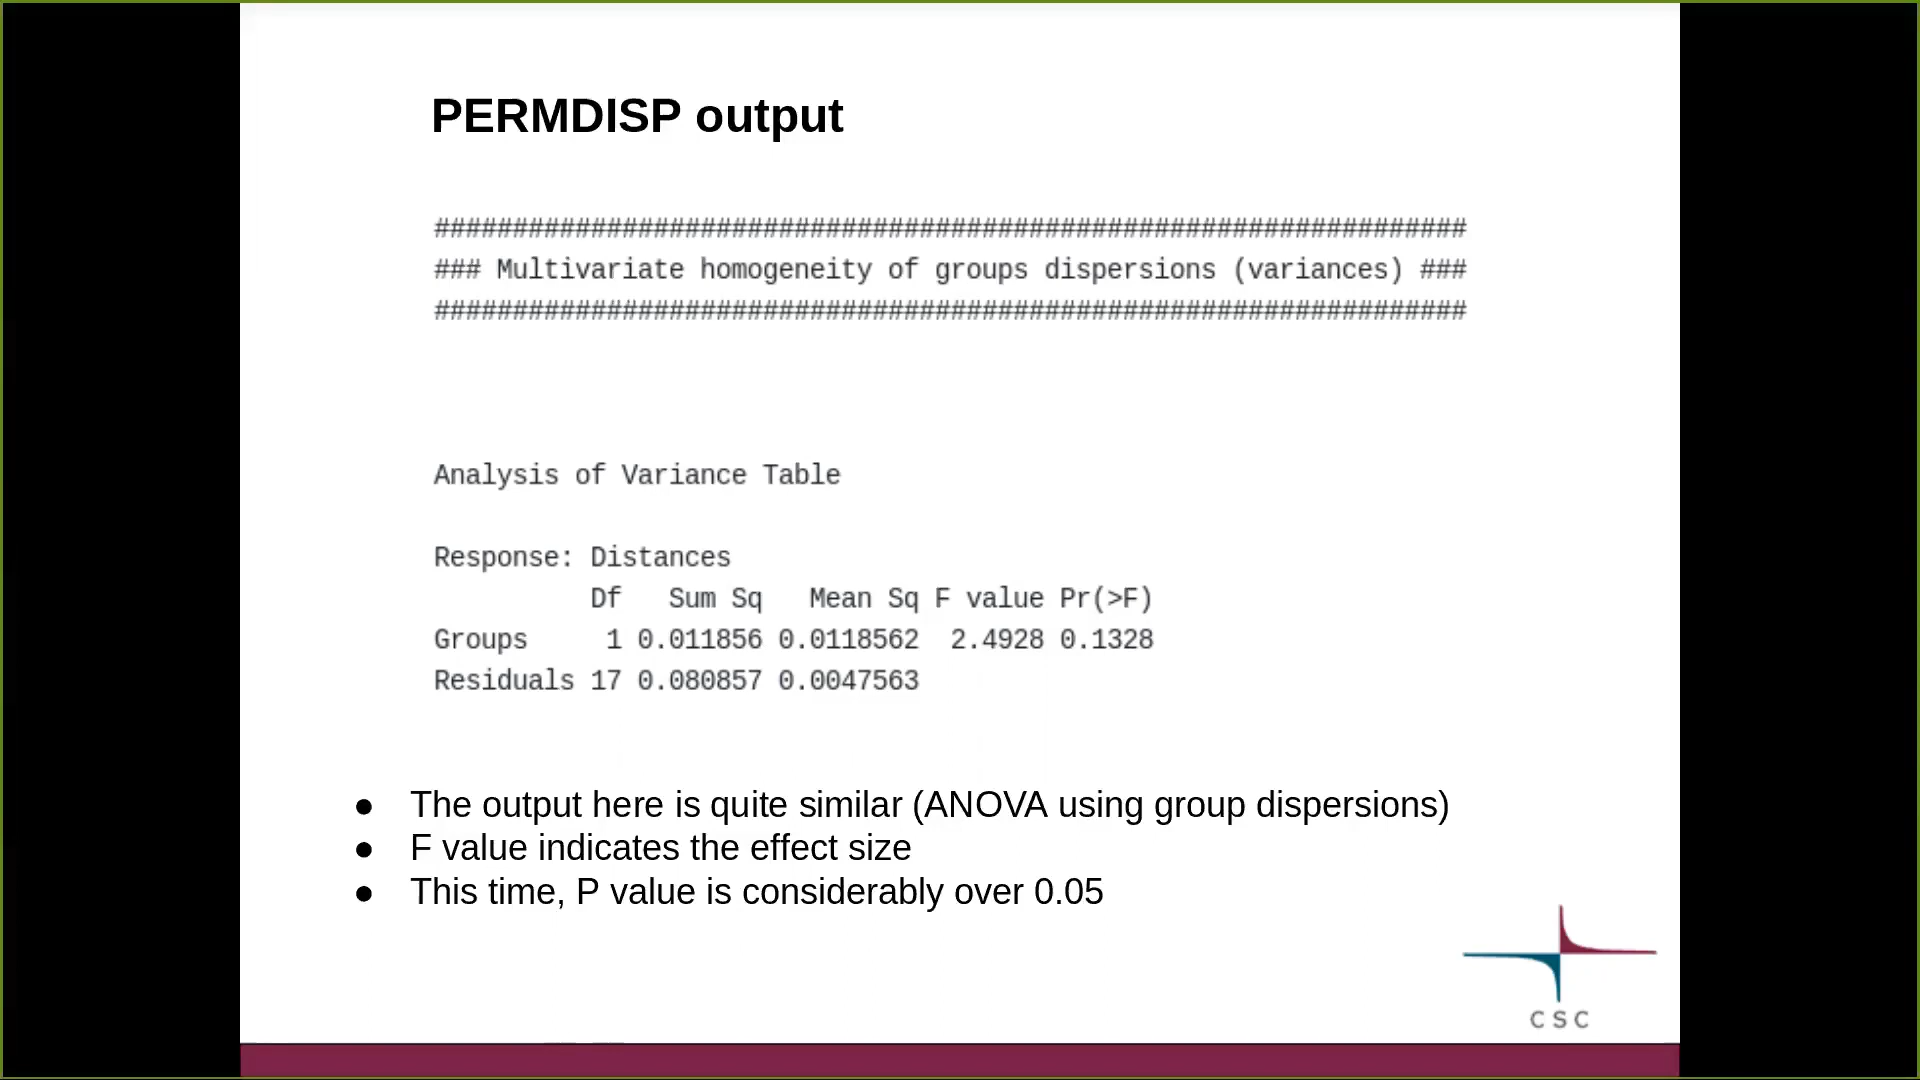 PERMDISP output
##################################################################
### Multivariate homogeneity of groups dispersions (variances) ###
##################################################################
Analysis of Variance Table
Response: Distances
          Df   Sum Sq   Mean Sq F value Pr(>F)
Groups     1 0.011856 0.0118562  2.4928 0.1328
Residuals 17 0.080857 0.0047563
● The output here is quite similar (ANOVA using group dispersions)
● F value indicates the effect size
● This time, P value is considerably over 0.05
CSC